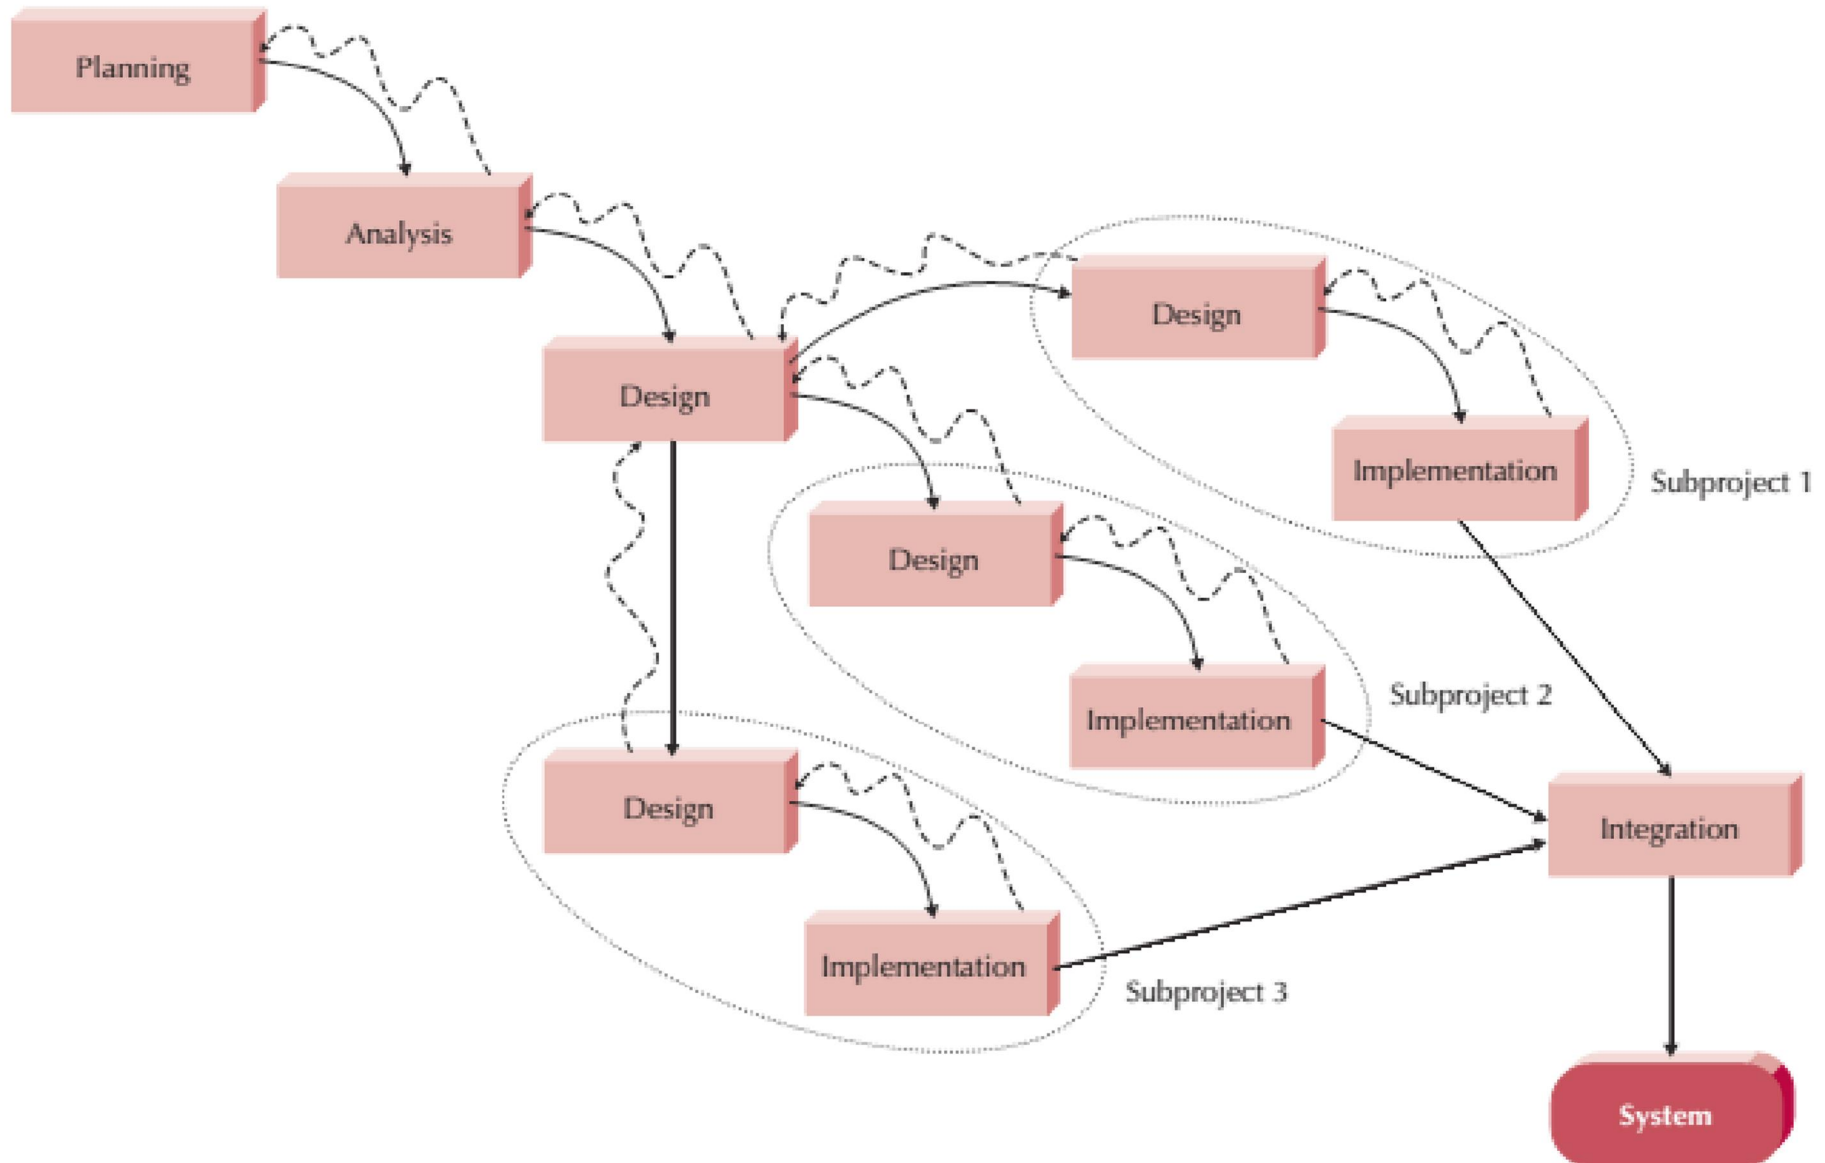 Planning
Analysis
Design
Design
Implementation
Subproject 1
Design
Implementation
Subproject 2
Design
Implementation
Subproject 3
Integration
System